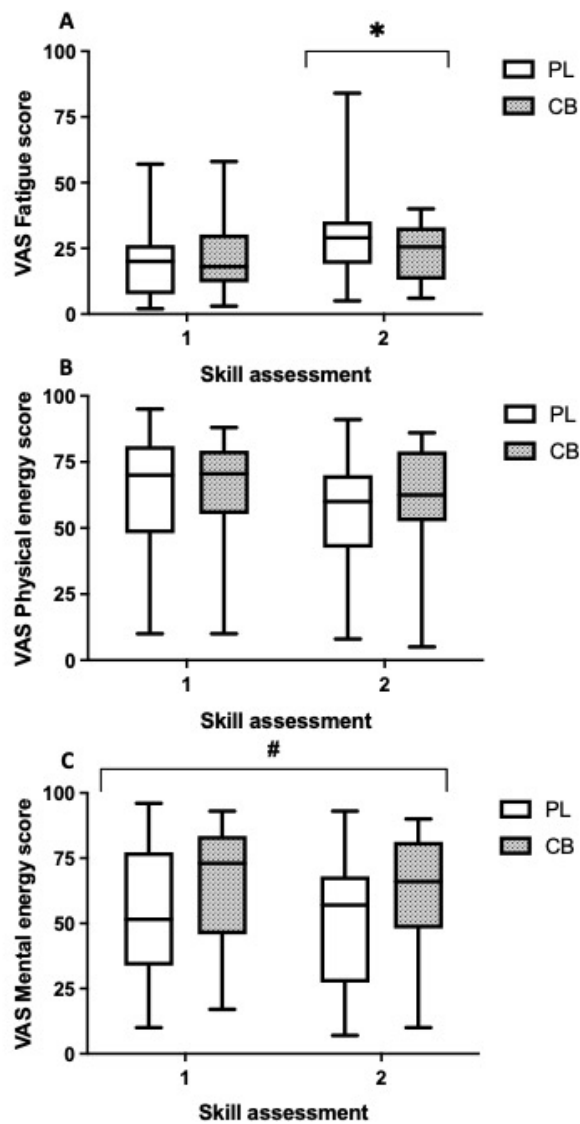 A
*
100
75
50
25
0
VAS Fatigue score
PL
CB
1 2
Skill assessment
B
100
75
50
25
0
VAS Physical energy score
PL
CB
1 2
Skill assessment
C
#
100
75
50
25
0
VAS Mental energy score
PL
CB
1 2
Skill assessment